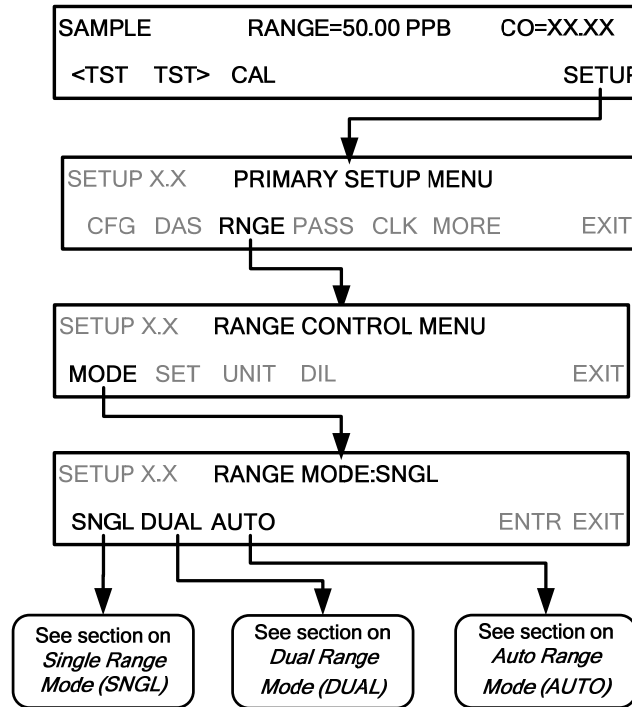 SAMPLE RANGE=50.00 PPB CO=XX.XX
<TST TST> CAL SETUP
SETUP X.X PRIMARY SETUP MENU
CFG DAS RNGE PASS CLK MORE EXIT
SETUP X.X RANGE CONTROL MENU
MODE SET UNIT DIL EXIT
SETUP X.X RANGE MODE:SNGL
SNGL DUAL AUTO ENTR EXIT
See section on
Single Range
Mode (SNGL)
See section on
Dual Range
Mode (DUAL)
See section on
Auto Range
Mode (AUTO)